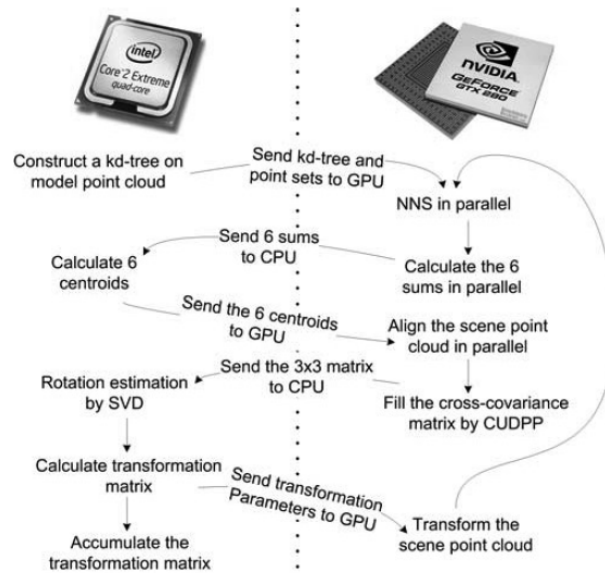 intel
Core™2 Extreme
quad-core
NVIDIA
GEFORCE
GTX 280
Construct a kd-tree on
model point cloud
Send kd-tree and
point sets to GPU
NNS in parallel
Send 6 sums
to CPU
Calculate 6
centroids
Calculate the 6
sums in parallel
Send the 6 centroids
to GPU
Align the scene point
cloud in parallel
Send the 3x3 matrix
to CPU
Rotation estimation
by SVD
Fill the cross-covariance
matrix by CUDPP
Calculate transformation
matrix
Send transformation
Parameters to GPU
Transform the
scene point cloud
Accumulate the
transformation matrix